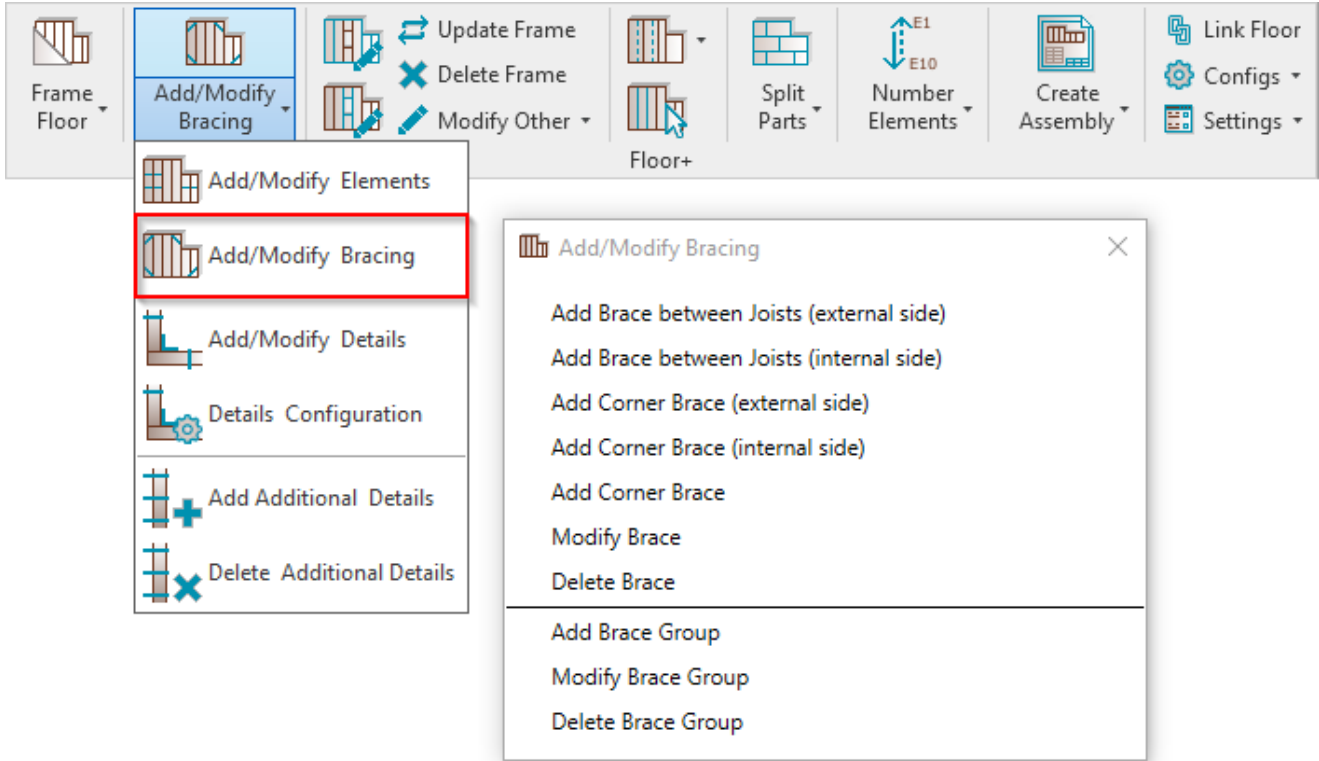 Frame
Floor
Add/Modify
Bracing
Update Frame
Delete Frame
Modify Other
Split
Parts
E1
E10
Number
Elements
Create
Assembly
Link Floor
Configs
Settings
Floor+
Add/Modify Elements
Add/Modify Bracing
Add/Modify Details
Details Configuration
Add Additional Details
Delete Additional Details
Add/Modify Bracing
Add Brace between Joists (external side)
Add Brace between Joists (internal side)
Add Corner Brace (external side)
Add Corner Brace (internal side)
Add Corner Brace
Modify Brace
Delete Brace
Add Brace Group
Modify Brace Group
Delete Brace Group